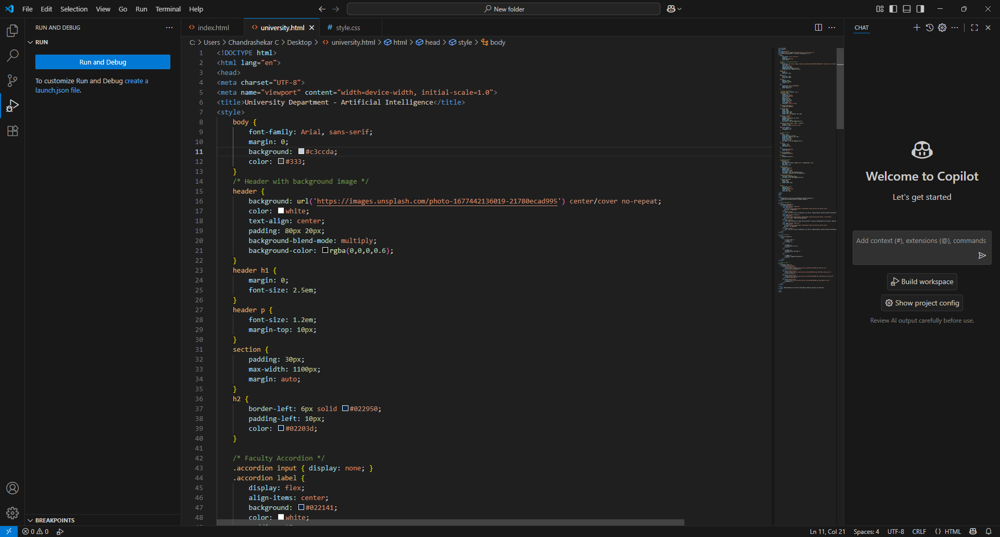 File Edit Selection View Go Run Terminal Help
New folder
RUN AND DEBUG
RUN
Run and Debug
To customize Run and Debug create a
launch.json file.
BREAKPOINTS
index.html
university.html
style.css
C: > Users > Chandrashekar C > Desktop > university.html > html > head > style > body
1 <!DOCTYPE html>
2 <html lang="en">
3 <head>
4 <meta charset="UTF-8">
5 <meta name="viewport" content="width=device-width, initial-scale=1.0">
6 <title>University Department - Artificial Intelligence</title>
7 <style>
8 body {
9 font-family: Arial, sans-serif;
10 margin: 0;
11 background: #c3ccda;
12 color: #333;
13 }
14 /* Header with background image */
15 header {
16 background: url('https://images.unsplash.com/photo-1677442136019-21780ecad995') center/cover no-repeat;
17 color: white;
18 text-align: center;
19 padding: 80px 20px;
20 background-blend-mode: multiply;
21 background-color: rgba(0,0,0,0.6);
22 }
23 header h1 {
24 margin: 0;
25 font-size: 2.5em;
26 }
27 header p {
28 font-size: 1.2em;
29 margin-top: 10px;
30 }
31 section {
32 padding: 30px;
33 max-width: 1100px;
34 margin: auto;
35 }
36 h2 {
37 border-left: 6px solid #022950;
38 padding-left: 10px;
39 color: #02203d;
40 }
41
42 /* Faculty Accordion */
43 .accordion input { display: none; }
44 .accordion label {
45 display: flex;
46 align-items: center;
47 background: #022141;
48 color: white;
CHAT
Welcome to Copilot
Let's get started
Add context (#), extensions (@), commands
Build workspace
Show project config
Review AI output carefully before use.
0 0
Ln 11, Col 21 Spaces: 4 UTF-8 CRLF {} HTML